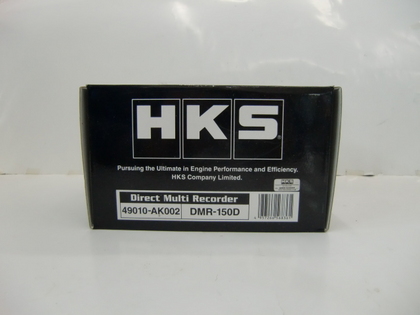 HKS®
Pursuing the Ultimate in Engine Performance and Efficiency.
HKS Company Limited.
Direct Multi Recorder
49010-AK002 DMR-150D